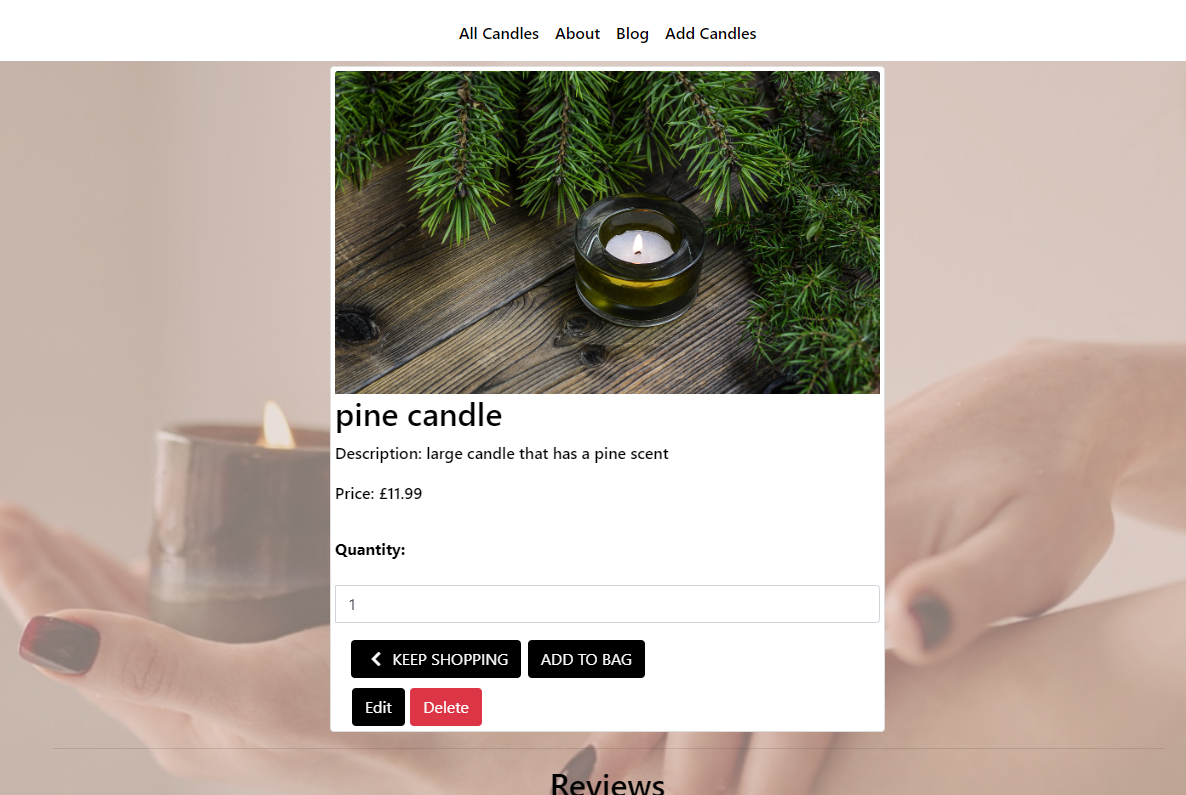 All Candles About Blog Add Candles
pine candle
Description: large candle that has a pine scent
Price: £11.99
Quantity:
1
KEEP SHOPPING ADD TO BAG
Edit Delete
Reviews